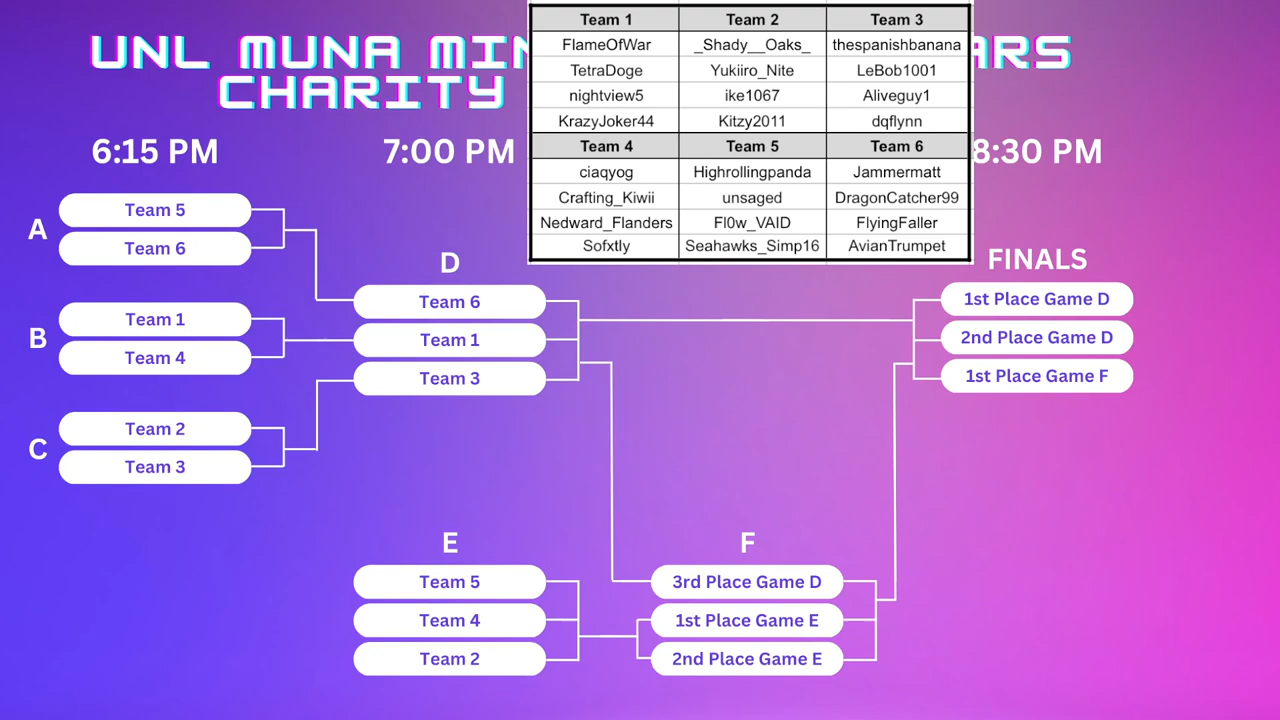 UNL MUNA
ARS
CHARITY
Team 1 Team 2 Team 3
FlameOfWar _Shady__Oaks_ thespanishbanana
TetraDoge Yukiiro_Nite LeBob1001
nightview5 ike1067 Aliveguy1
KrazyJoker44 Kitzy2011 dqflynn
Team 4 Team 5 Team 6
ciaqyog Highrollingpanda Jammermatt
Crafting_Kiwii unsaged DragonCatcher99
Nedward_Flanders Fl0w_VAID FlyingFaller
Sofxtly Seahawks_Simp16 AvianTrumpet
6:15 PM
7:00 PM
8:30 PM
A
Team 5
Team 6
B
Team 1
Team 4
C
Team 2
Team 3
D
Team 6
Team 1
Team 3
E
Team 5
Team 4
Team 2
F
3rd Place Game D
1st Place Game E
2nd Place Game E
FINALS
1st Place Game D
2nd Place Game D
1st Place Game F